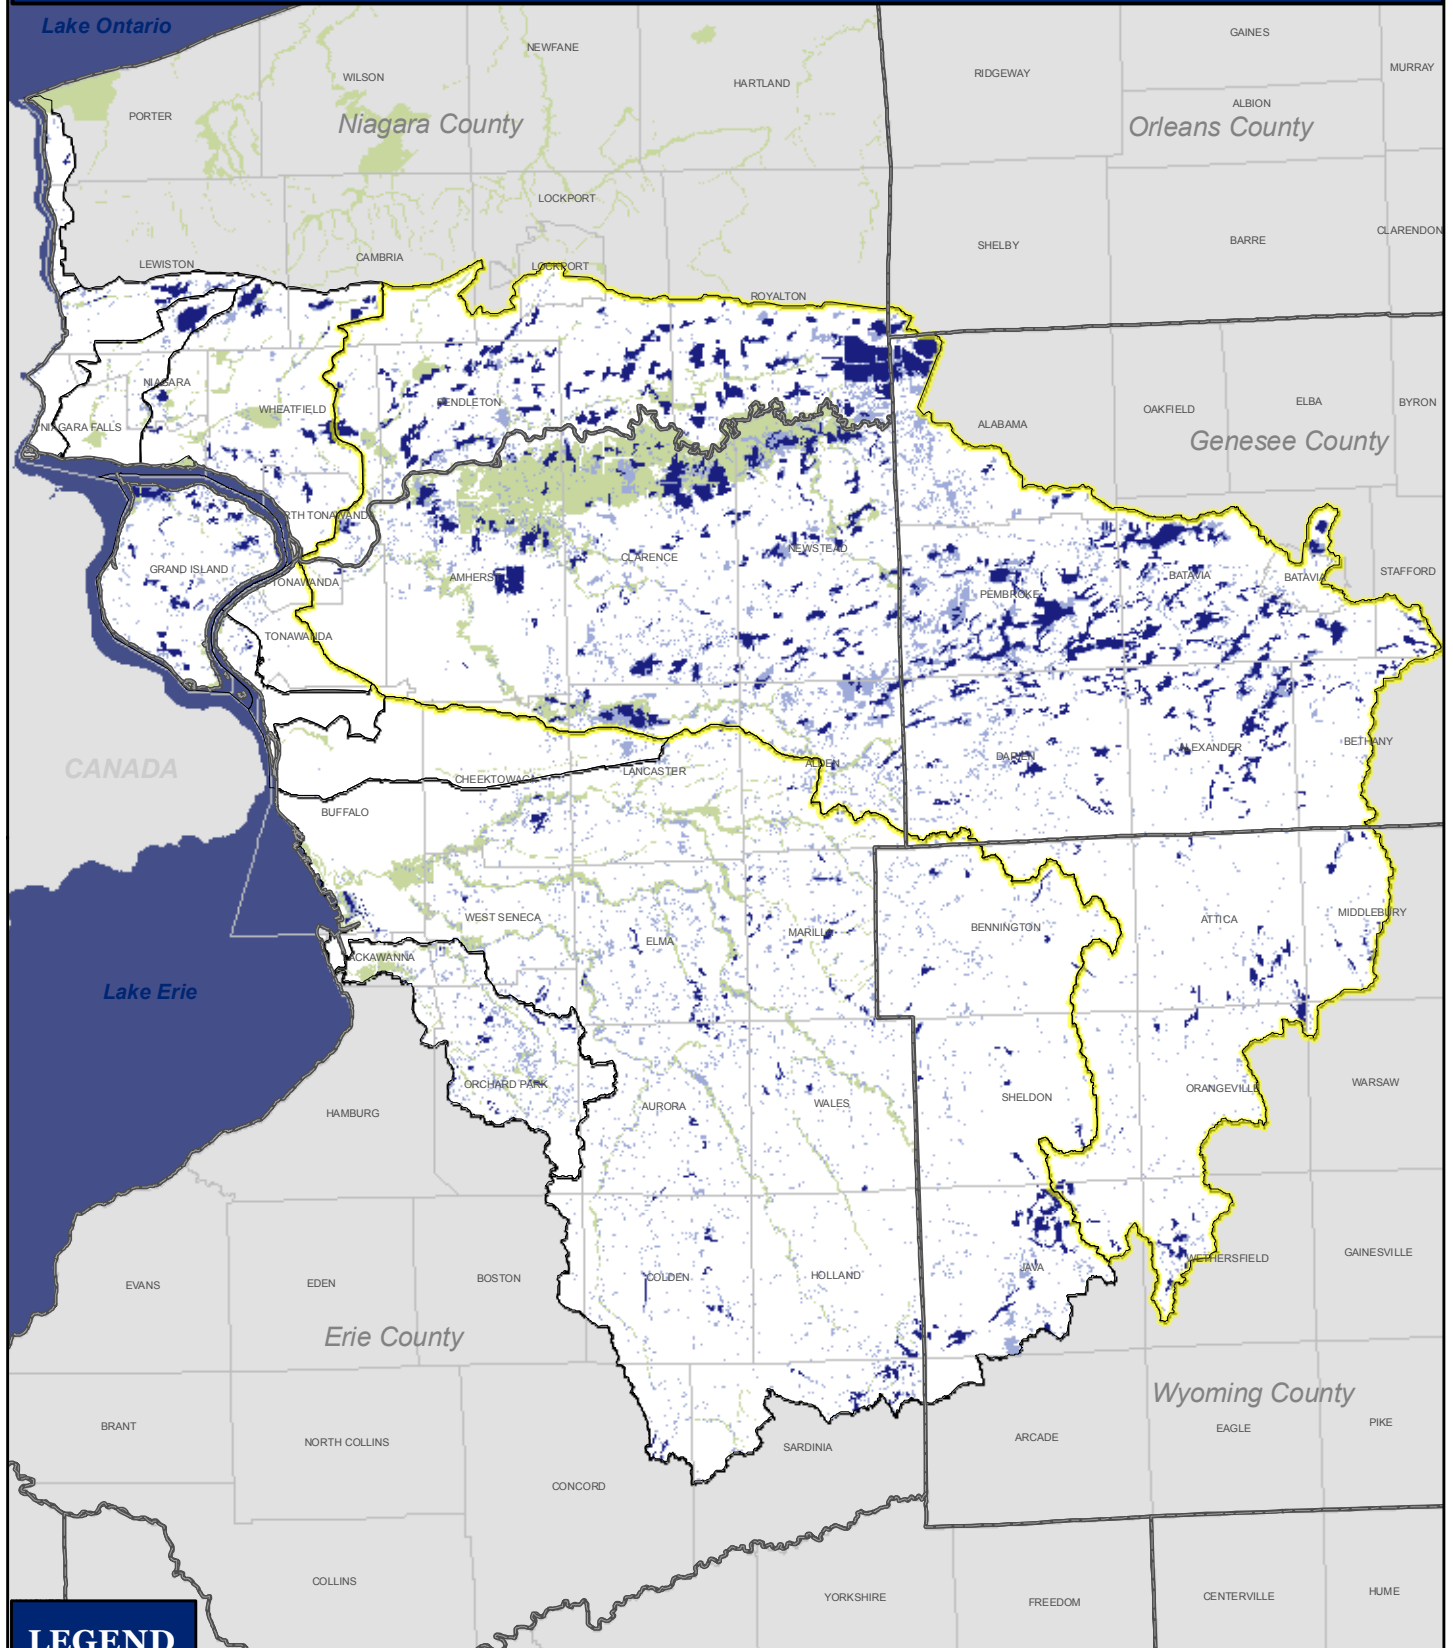 Lake Ontario
GAINES
NEWFANE
MURRAY
RIDGEWAY
WILSON
HARTLAND
ALBION
PORTER
Niagara County
Orleans County
LOCKPORT
CLARENDON
BARRE
SHELBY
CAMBRIA
LEWISTON
LOCKPORT
ROYALTON
NIAGARA
PENDLETON
ELBA
BYRON
WHEATFIELD
OAKFIELD
NIAGARA FALLS
ALABAMA
Genesee County
RTH TONAWANDA
NEWSTEAD
CLARENCE
GRAND ISLAND
STAFFORD
AMHERST
BATAVIA
BATAVIA
TONAWANDA
PEMBROKE
TONAWANDA
BETHANY
ALEXANDER
DARIEN
ALDEN
CANADA
LANCASTER
CHEEKTOWAGA
BUFFALO
MIDDLEBURY
WEST SENECA
ATTICA
BENNINGTON
MARILLA
ELMA
ACKAWANNA
Lake Erie
WARSAW
ORCHARD PARK
ORANGEVILLE
SHELDON
WALES
AURORA
HAMBURG
GAINESVILLE
WETHERSFIELD
JAVA
HOLLAND
COLDEN
BOSTON
EDEN
EVANS
Erie County
Wyoming County
PIKE
BRANT
EAGLE
ARCADE
NORTH COLLINS
SARDINIA
CONCORD
COLLINS
HUME
CENTERVILLE
YORKSHIRE
FREEDOM
LEGEND